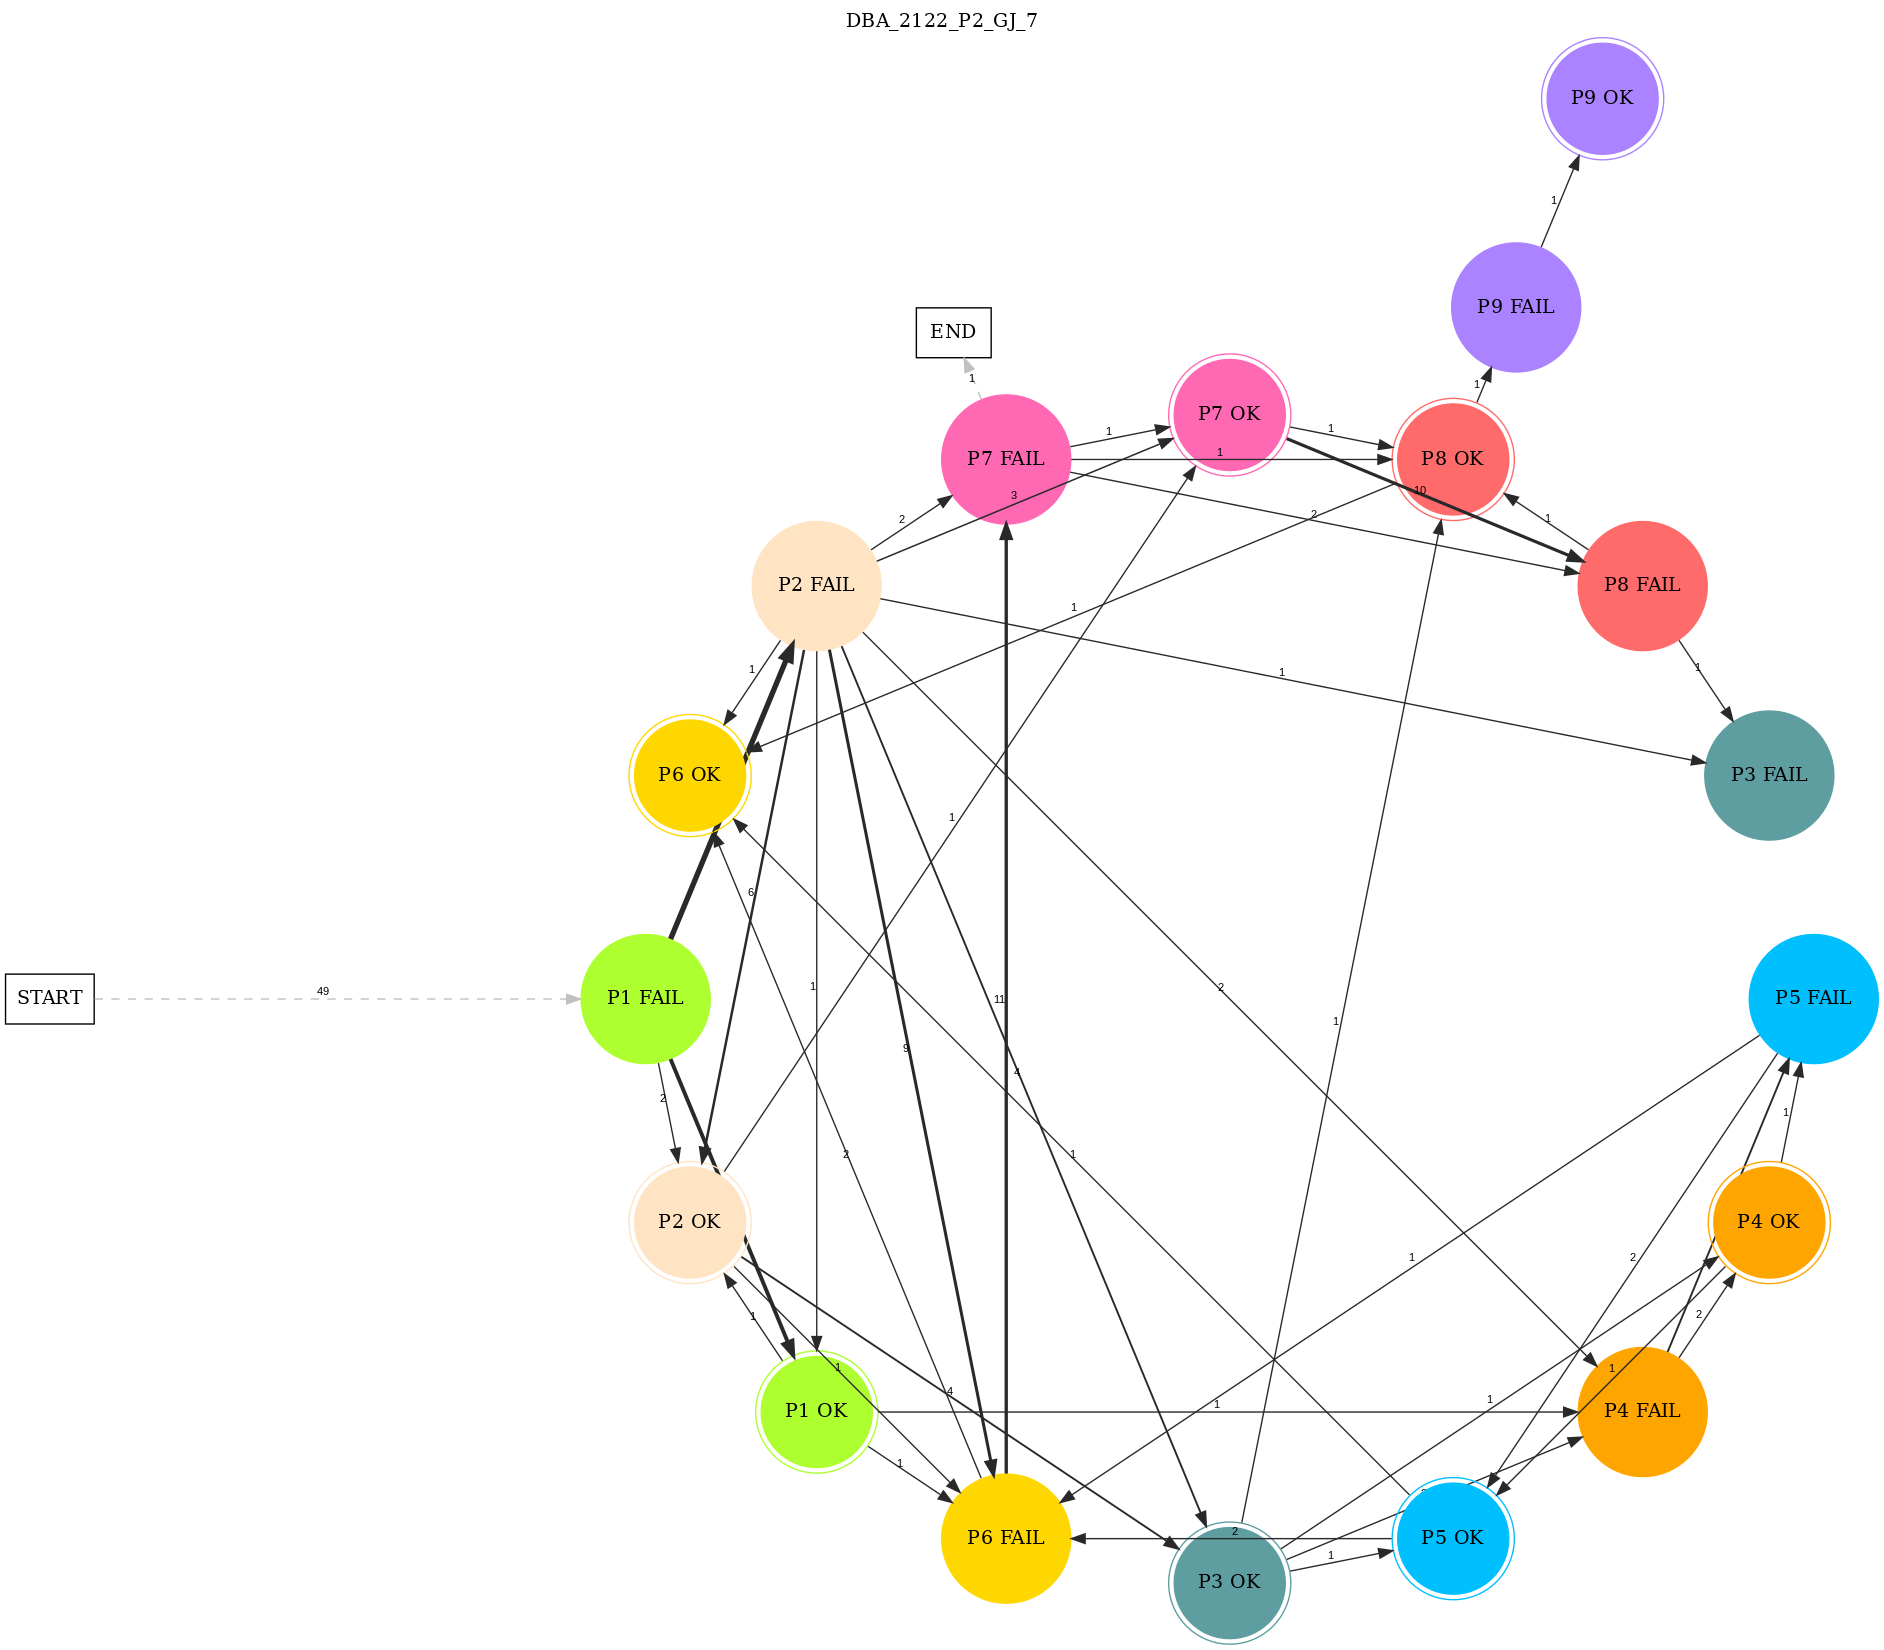 DBA_2122_P2_GJ_7
P9 OK
1
P9 FAIL
END
1
1
P7 OK
1
1
P7 FAIL
1
P8 OK
10
3
2
2
1
P2 FAIL
P8 FAIL
1
1
1
1
P6 OK
P3 FAIL
1
6
1
49
START
P1 FAIL
11
2
P5 FAIL
1
9
4
2
1
2
1
P2 OK
P4 OK
1
2
1
2
1
1
4
1
1
P1 OK
P4 FAIL
1
2
P6 FAIL
P5 OK
1
P3 OK